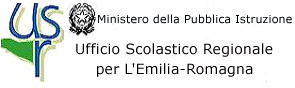 usr
Ministero della Pubblica Istruzione
Ufficio Scolastico Regionale
per L'Emilia-Romagna